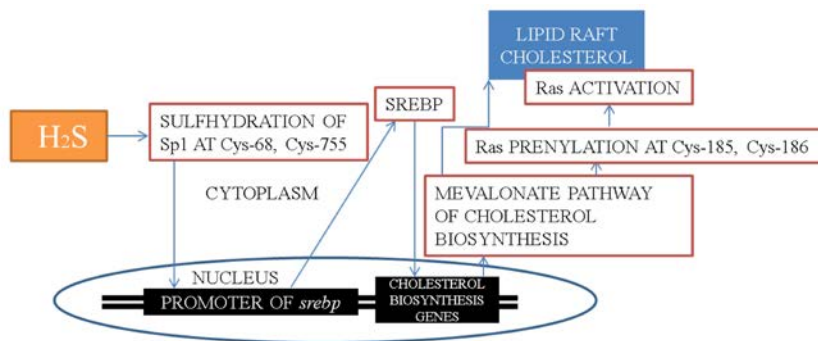 LIPID RAFT
CHOLESTEROL
Ras ACTIVATION
SREBP
H₂S
SULFHYDRATION OF
Sp1 AT Cys-68, Cys-755
Ras PRENYLATION AT Cys-185, Cys-186
CYTOPLASM
MEVALONATE PATHWAY
OF CHOLESTEROL
BIOSYNTHESIS
NUCLEUS
PROMOTER OF srebp
CHOLESTEROL
BIOSYNTHESIS
GENES